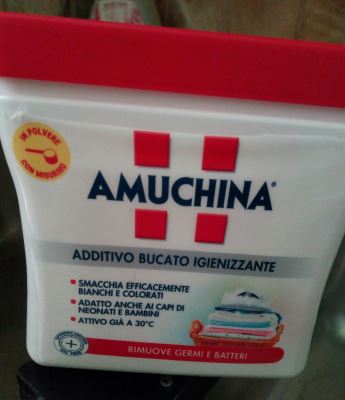 IN POLVERE
CON MISURINO
AMUCHINA®
ADDITIVO BUCATO IGIENIZZANTE
SMACCHIA EFFICACEMENTE
BIANCHI E COLORATI
ADATTO ANCHE AI CAPI DI
NEONATI E BAMBINI
ATTIVO GIÀ A 30°C
RIMUOVE GERMI E BATTERI